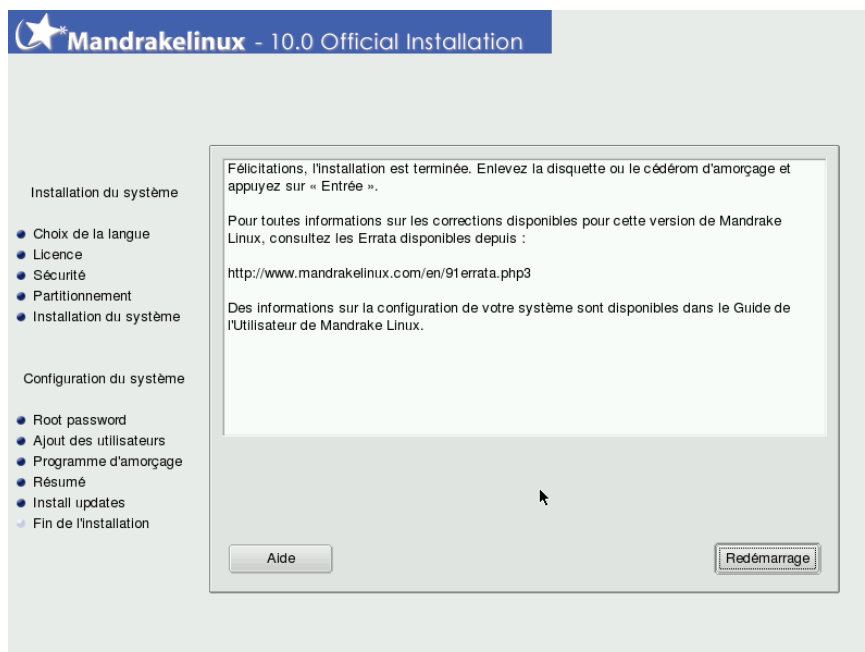 Mandrakelinux - 10.0 Official Installation
Installation du système
Choix de la langue
Licence
Sécurité
Partitionnement
Installation du système
Configuration du système
Root password
Ajout des utilisateurs
Programme d'amorçage
Résumé
Install updates
Fin de l'installation
Félicitations, l'installation est terminée. Enlevez la disquette ou le cédérom d'amorçage et
appuyez sur « Entrée ».
Pour toutes informations sur les corrections disponibles pour cette version de Mandrake
Linux, consultez les Errata disponibles depuis :
http://www.mandrakelinux.com/en/91errata.php3
Des informations sur la configuration de votre système sont disponibles dans le Guide de
l'Utilisateur de Mandrake Linux.
Aide
Redémarrage